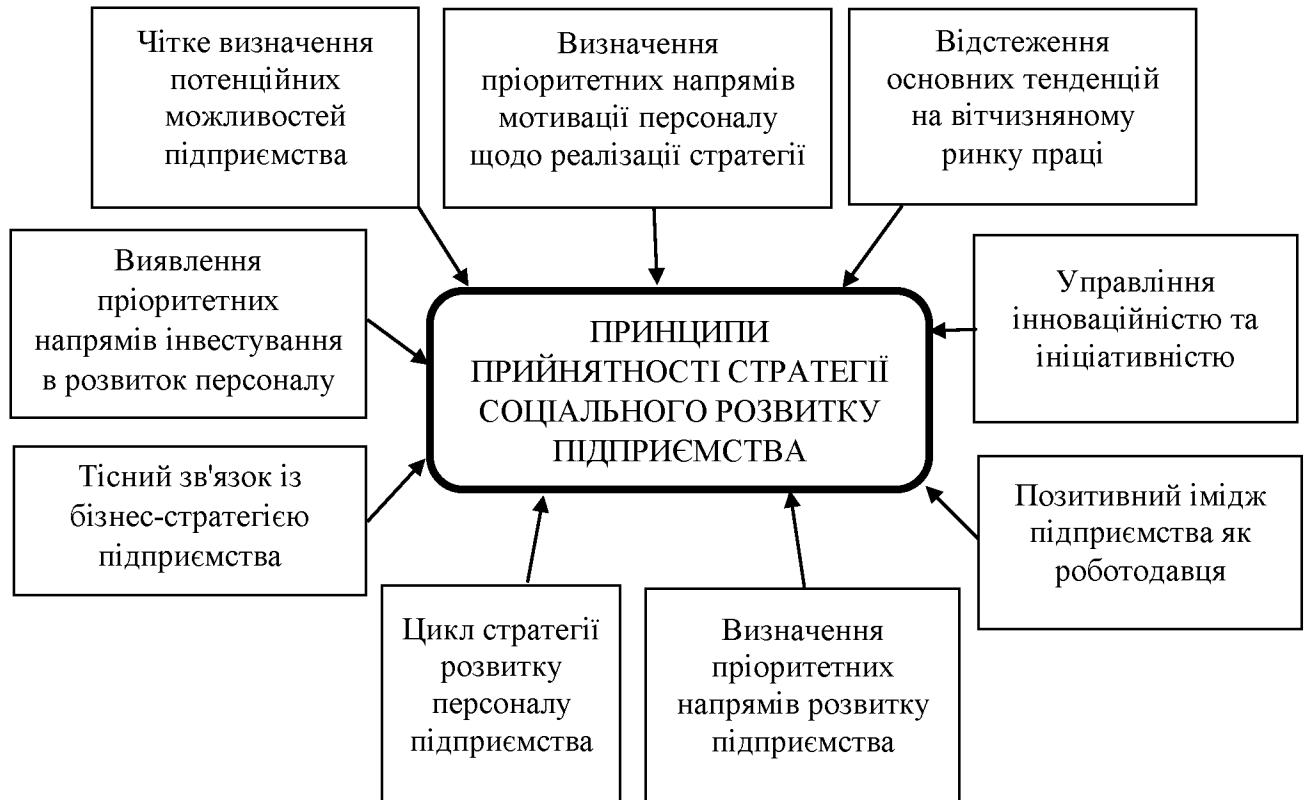 Чітке визначення
потенційних
можливостей
підприємства
Визначення
пріоритетних напрямів
мотивації персоналу
щодо реалізації стратегії
Відстеження
основних тенденцій
на вітчизняному
ринку праці
Виявлення
пріоритетних
напрямів інвестування
в розвиток персоналу
ПРИНЦИПИ
ПРИЙНЯТНОСТІ СТРАТЕГІЇ
СОЦІАЛЬНОГО РОЗВИТКУ
ПІДПРИЄМСТВА
Управління
інноваційністю та
ініціативністю
Тісний зв'язок із
бізнес-стратегією
підприємства
Позитивний імідж
підприємства як
роботодавця
Цикл стратегії
розвитку
персоналу
підприємства
Визначення
пріоритетних
напрямів розвитку
підприємства